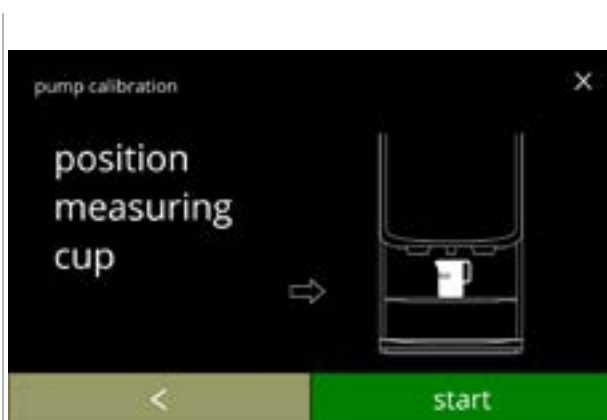 pump calibration
X
position
measuring
cup
<
start